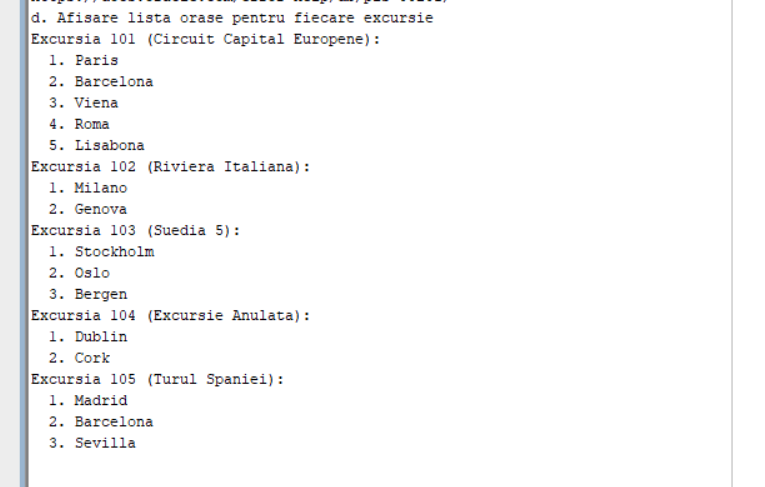 d. Afisare lista orase pentru fiecare excursie
Excursia 101 (Circuit Capital Europene):
1. Paris
2. Barcelona
3. Viena
4. Roma
5. Lisabona
Excursia 102 (Riviera Italiana):
1. Milano
2. Genova
Excursia 103 (Suedia 5):
1. Stockholm
2. Oslo
3. Bergen
Excursia 104 (Excursie Anulata):
1. Dublin
2. Cork
Excursia 105 (Turul Spaniei):
1. Madrid
2. Barcelona
3. Sevilla